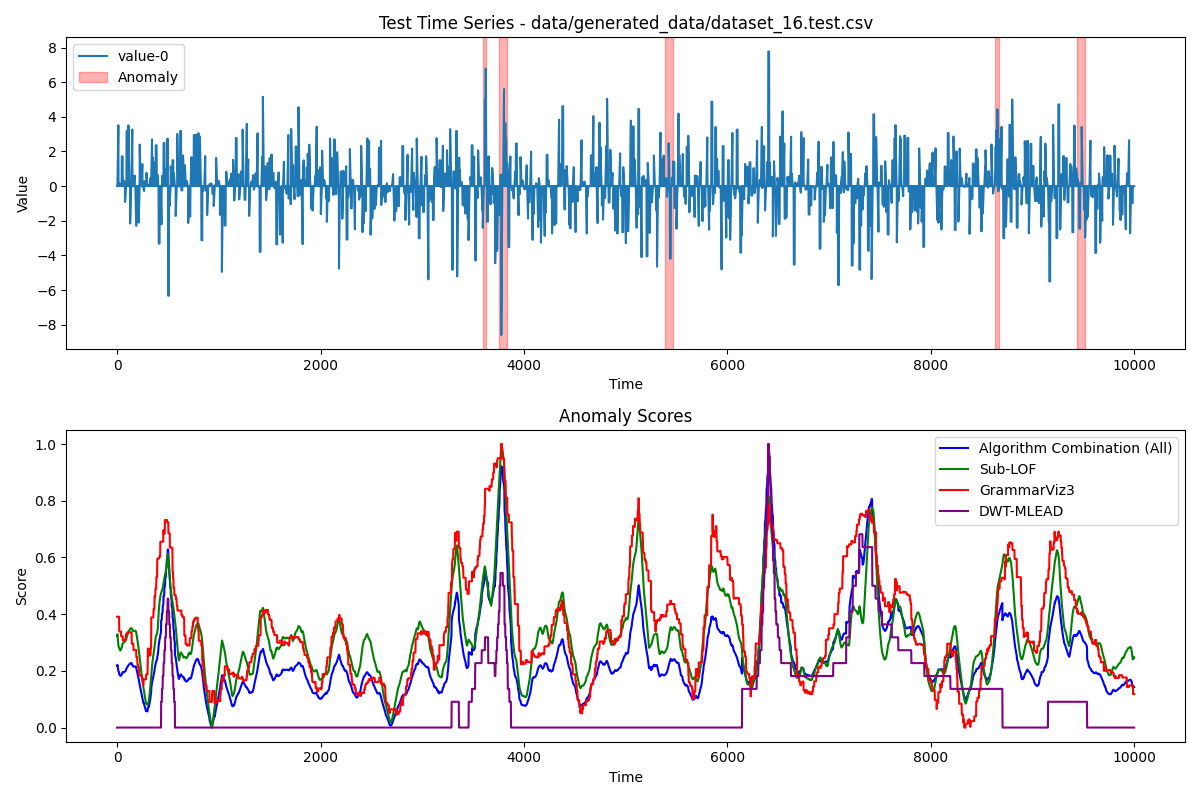 Test Time Series - data/generated_data/dataset_16.test.csv
8
6
4
2
0
−2
−4
−6
−8
Value
value-0
Anomaly
0 2000 4000 6000 8000 10000
Time
Anomaly Scores
1.0
0.8
0.6
0.4
0.2
0.0
Score
Algorithm Combination (All)
Sub-LOF
GrammarViz3
DWT-MLEAD
0 2000 4000 6000 8000 10000
Time